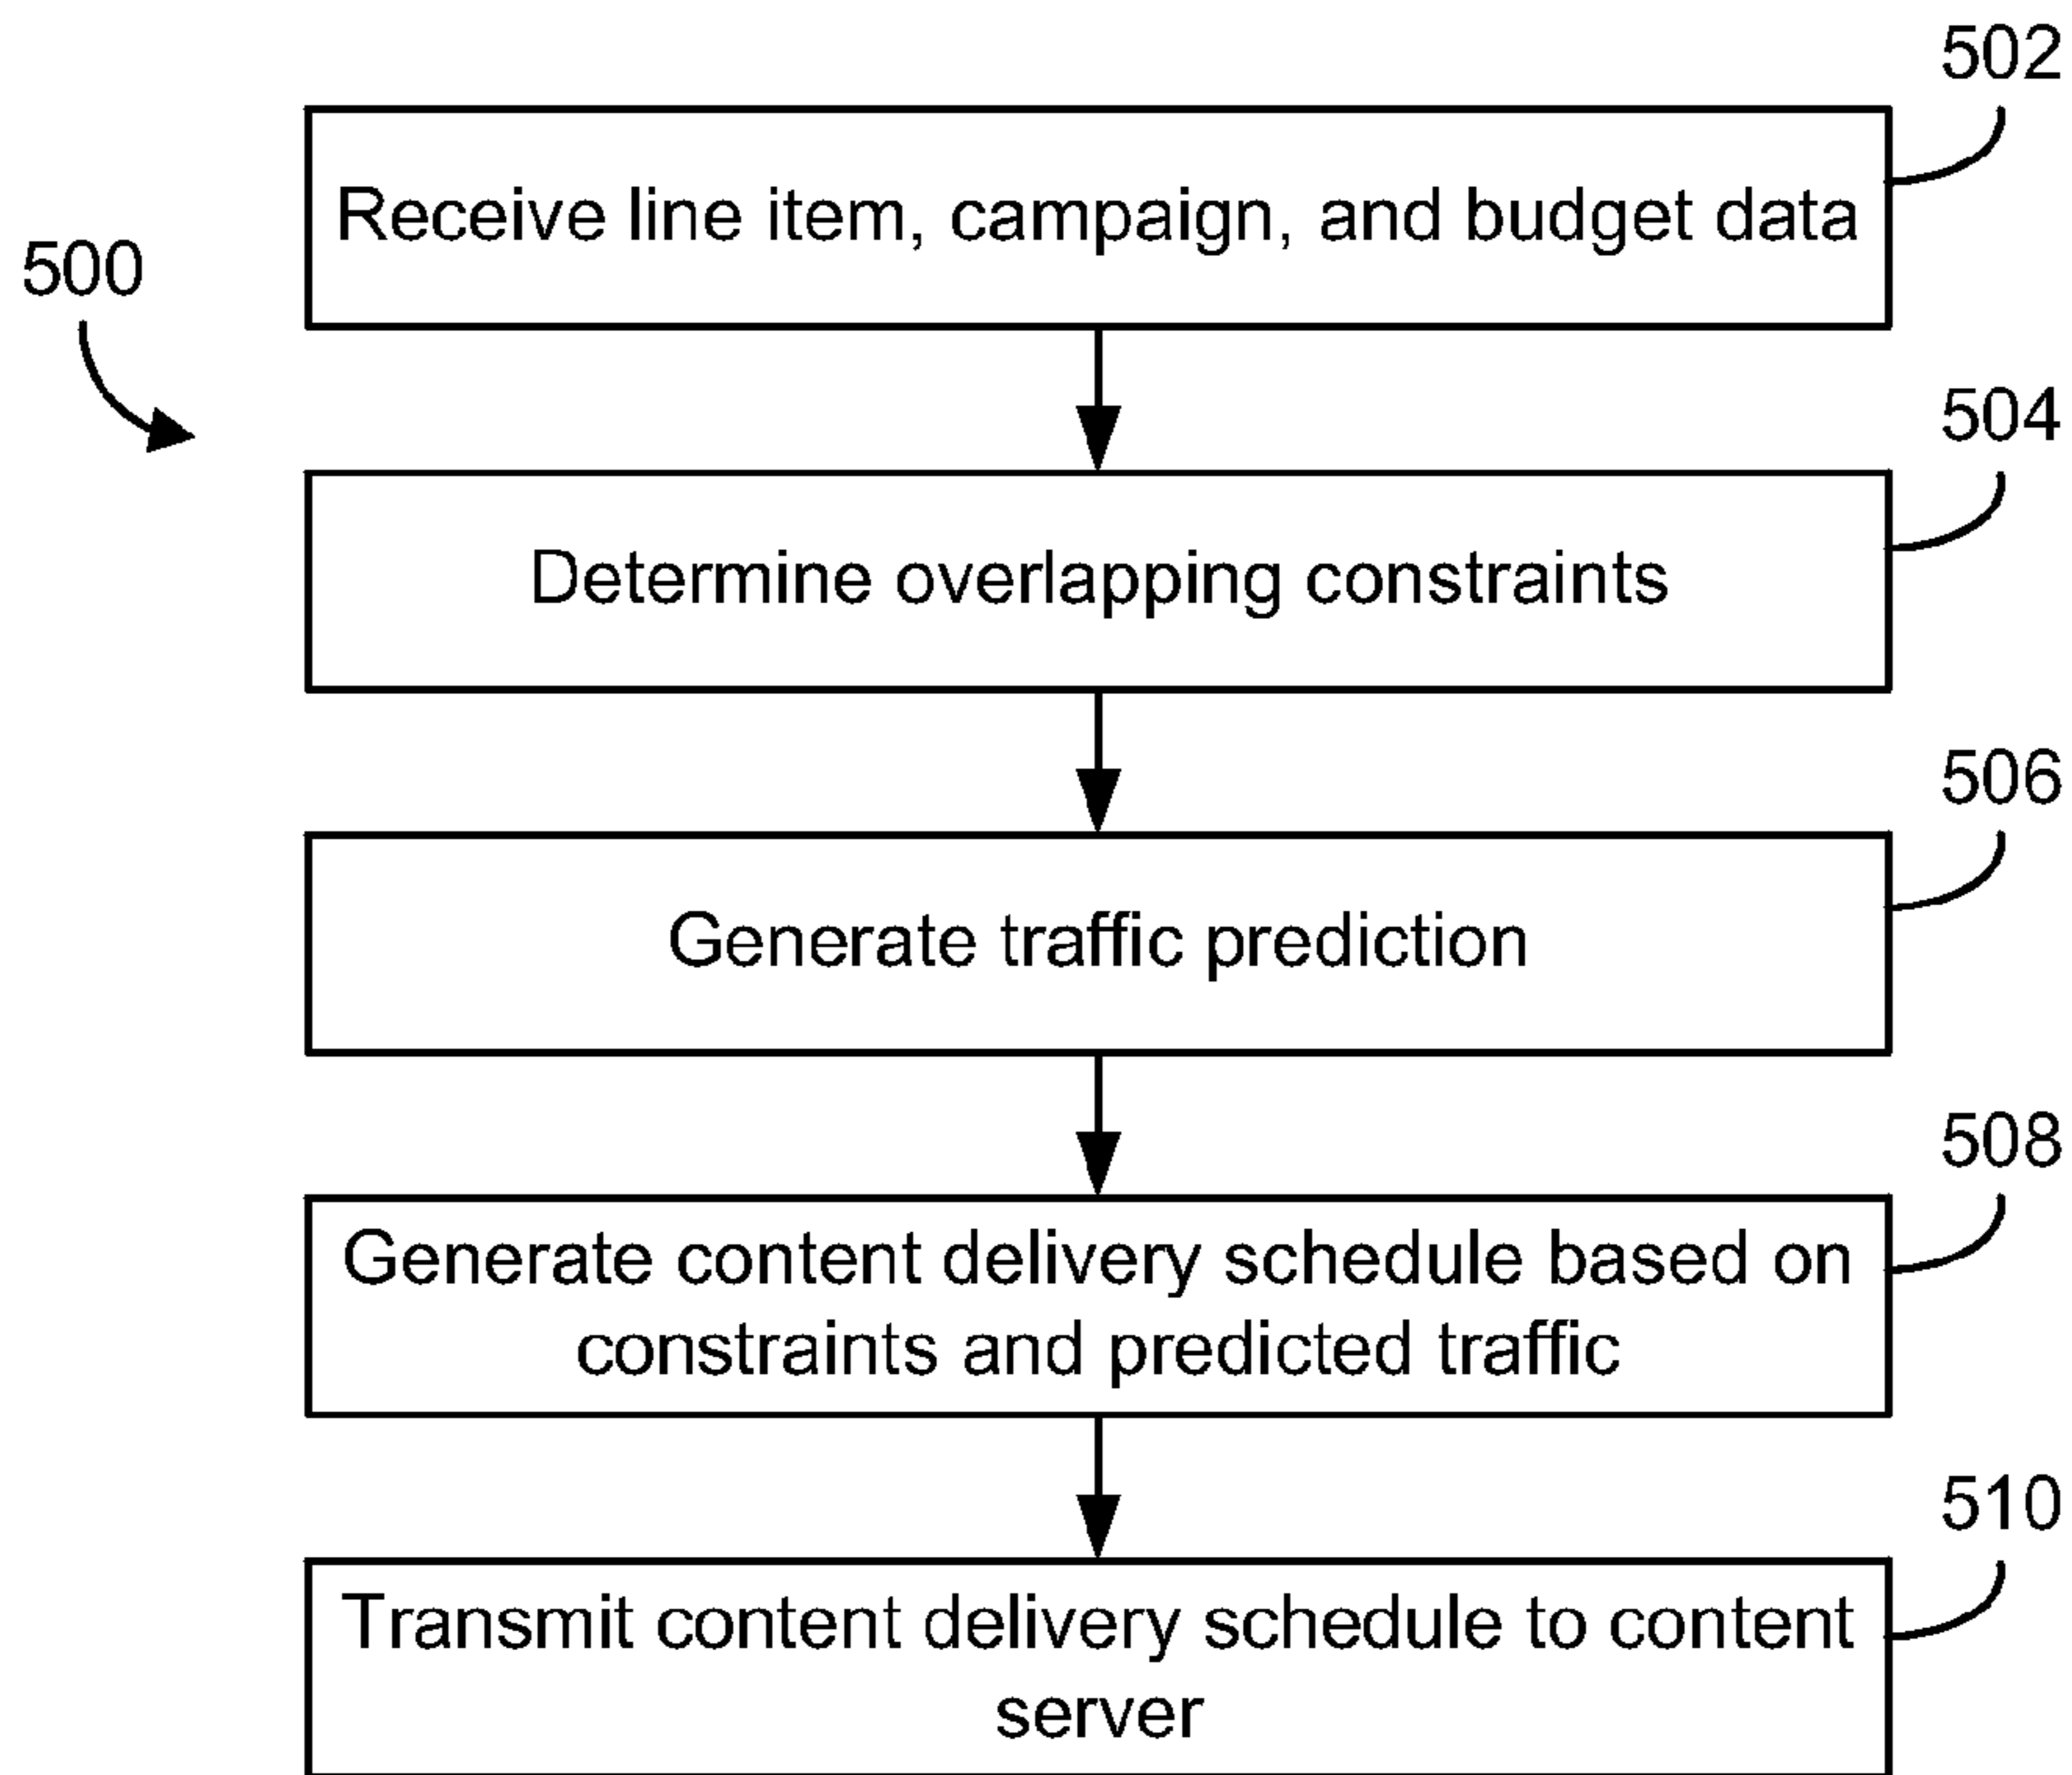 502
Receive line item, campaign, and budget data
500
504
Determine overlapping constraints
506
Generate traffic prediction
508
Generate content delivery schedule based on
constraints and predicted traffic
510
Transmit content delivery schedule to content
server